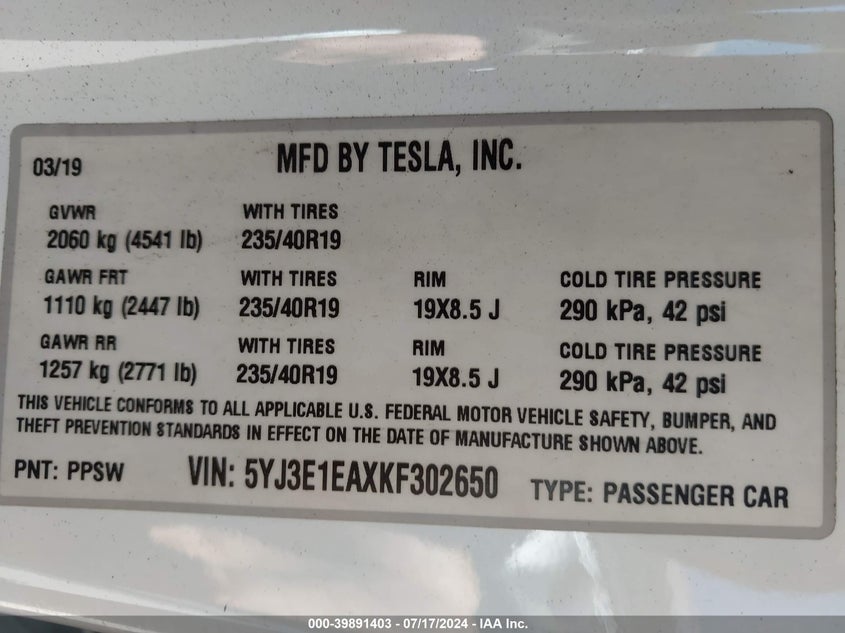 03/19 MFD BY TESLA, INC.
GVWR WITH TIRES
2060 kg (4541 lb) 235/40R19
GAWR FRT WITH TIRES RIM COLD TIRE PRESSURE
1110 kg (2447 lb) 235/40R19 19X8.5 J 290 kPa, 42 psi
GAWR RR WITH TIRES RIM COLD TIRE PRESSURE
1257 kg (2771 lb) 235/40R19 19X8.5 J 290 kPa, 42 psi
THIS VEHICLE CONFORMS TO ALL APPLICABLE U.S. FEDERAL MOTOR VEHICLE SAFETY, BUMPER, AND
THEFT PREVENTION STANDARDS IN EFFECT ON THE DATE OF MANUFACTURE SHOWN ABOVE.
PNT: PPSW VIN: 5YJ3E1EAXKF302650 TYPE: PASSENGER CAR
000-39891403 - 07/17/2024 - IAA Inc.